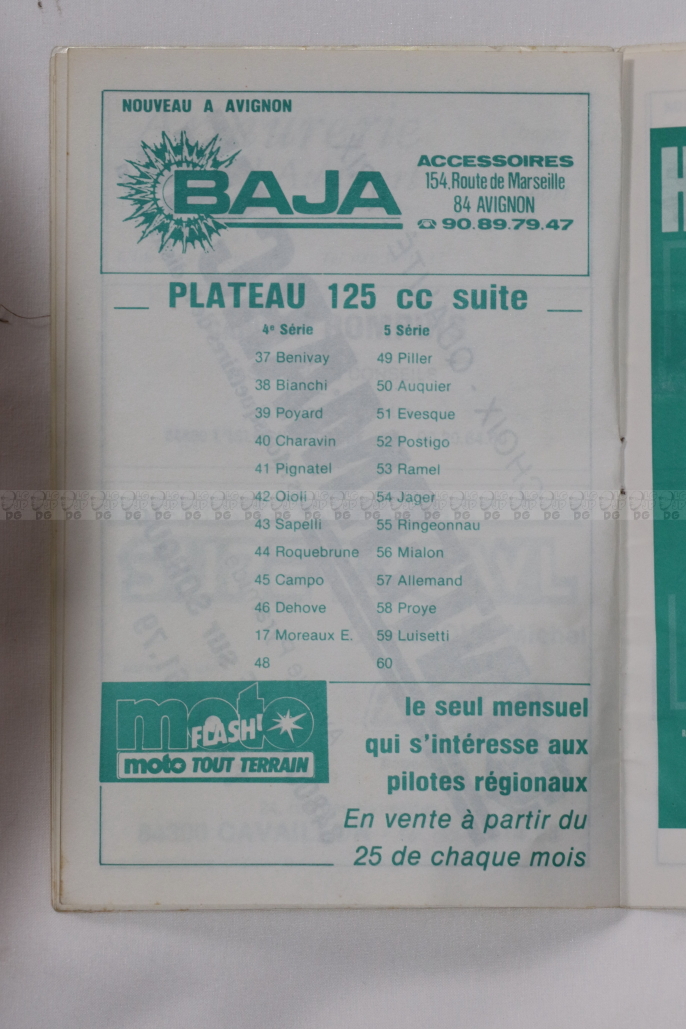 NOUVEAU A AVIGNON
BAJA
ACCESSOIRES
154, Route de Marseille
84 AVIGNON
☎ 90.89.79.47
PLATEAU 125 cc suite
4e Série
37 Benivay
38 Bianchi
39 Poyard
40 Charavin
41 Pignatel
42 Oioli
43 Sapelli
44 Roquebrune
45 Campo
46 Dehove
17 Moreaux E.
48
5 Série
49 Piller
50 Auquier
51 Evesque
52 Postigo
53 Ramel
54 Jager
55 Ringeonnau
56 Mialon
57 Allemand
58 Proye
59 Luisetti
60
moto
FLASH!
moto TOUT TERRAIN
le seul mensuel
qui s'intéresse aux
pilotes régionaux
En vente à partir du
25 de chaque mois